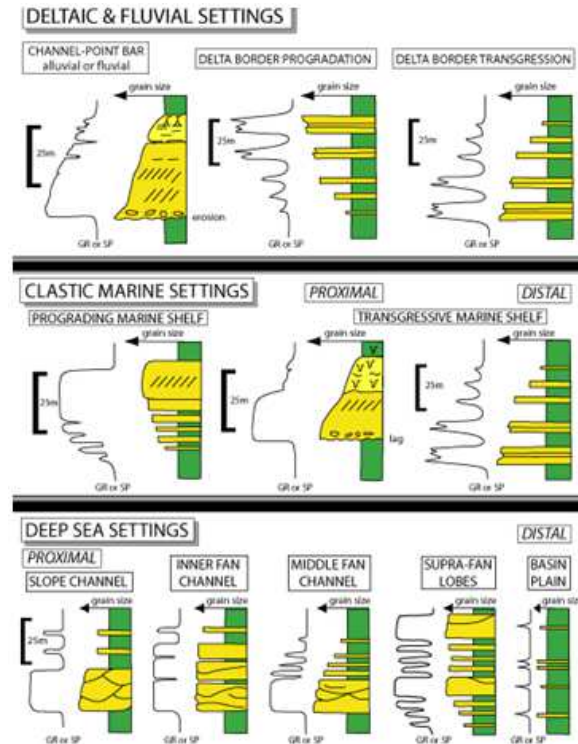 DELTAIC & FLUVIAL SETTINGS
CHANNEL-POINT BAR
alluvial or fluvial
DELTA BORDER PROGRADATION
DELTA BORDER TRANSGRESSION
grain size
grain size
grain size
25m
25m
25m
erosion
GR or SP
GR or SP
GR or SP
CLASTIC MARINE SETTINGS
PROXIMAL
DISTAL
PROGRADING MARINE SHELF
TRANSGRESSIVE MARINE SHELF
grain size
grain size
grain size
25m
25m
25m
lag
GR or SP
GR or SP
GR or SP
DEEP SEA SETTINGS
DISTAL
PROXIMAL
SLOPE CHANNEL
INNER FAN
CHANNEL
MIDDLE FAN
CHANNEL
SUPRA-FAN
LOBES
BASIN
PLAIN
grain size
grain size
grain size
grain size
grain size
25m
GR or SP
GR or SP
GR or SP
GR or SP
GR or SP